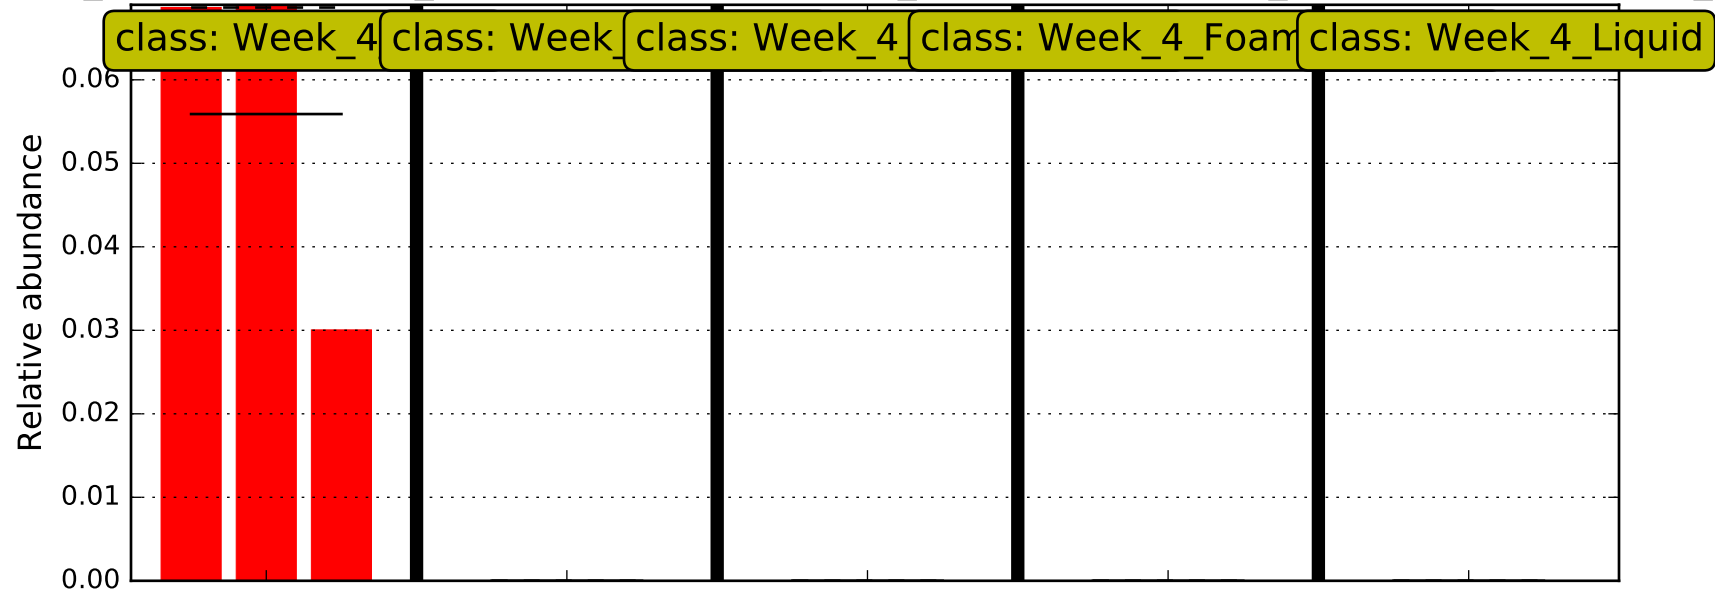 class: Week_4
class: Week_
class: Week_4_
class: Week_4_Foam
class: Week_4_Liquid
0.06
0.05
0.04
0.03
0.02
0.01
0.00
Relative abundance